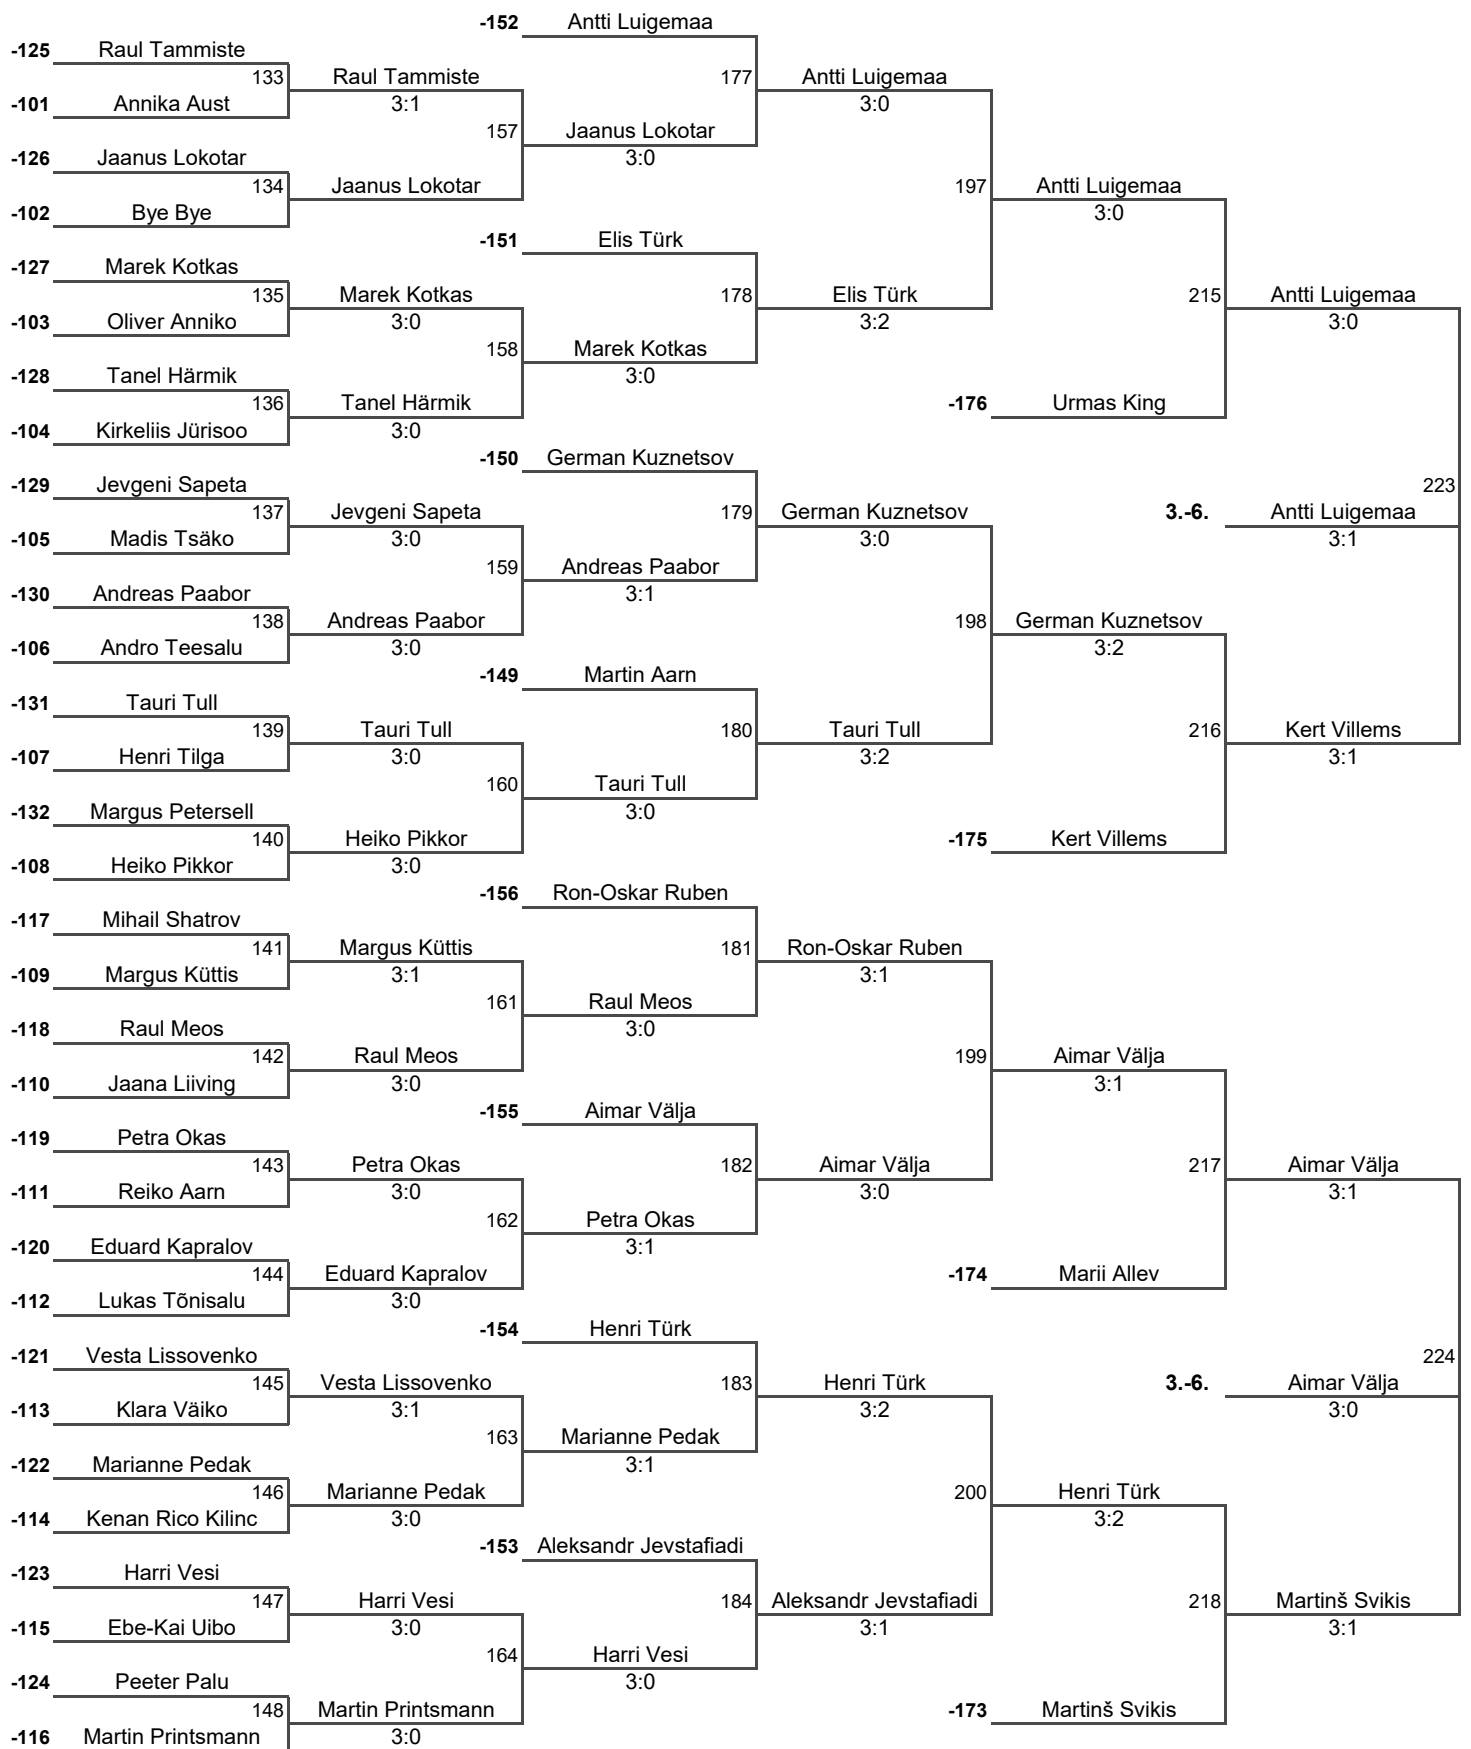 -152 Antti Luigemaa
-125 Raul Tammiste
133 Raul Tammiste 177 Antti Luigemaa
-101 Annika Aust 3:1 3:0
157 Jaanus Lokotar
-126 Jaanus Lokotar 3:0
134 Jaanus Lokotar 197 Antti Luigemaa
-102 Bye Bye 3:0
-151 Elis Türk
-127 Marek Kotkas
135 Marek Kotkas 178 Elis Türk 215 Antti Luigemaa
-103 Oliver Anniko 3:0 3:2 3:0
158 Marek Kotkas
-128 Tanel Härmik 3:0
136 Tanel Härmik -176 Urmas King
-104 Kirkeliis Jürisoo 3:0
-150 German Kuznetsov
-129 Jevgeni Sapeta 223
137 Jevgeni Sapeta 179 German Kuznetsov 3.-6. Antti Luigemaa
-105 Madis Tsäko 3:0 3:0 3:1
159 Andreas Paabor
-130 Andreas Paabor 3:1
138 Andreas Paabor 198 German Kuznetsov
-106 Andro Teesalu 3:0 3:2
-149 Martin Aarn
-131 Tauri Tull
139 Tauri Tull 180 Tauri Tull 216 Kert Villems
-107 Henri Tilga 3:0 3:2 3:1
160 Tauri Tull
-132 Margus Petersell 3:0
140 Heiko Pikkor -175 Kert Villems
-108 Heiko Pikkor 3:0
-156 Ron-Oskar Ruben
-117 Mihail Shatrov
141 Margus Küttis 181 Ron-Oskar Ruben
-109 Margus Küttis 3:1 3:1
161 Raul Meos
-118 Raul Meos 3:0
142 Raul Meos 199 Aimar Välja
-110 Jaana Liiving 3:0 3:1
-155 Aimar Välja
-119 Petra Okas
143 Petra Okas 182 Aimar Välja 217 Aimar Välja
-111 Reiko Aarn 3:0 3:0 3:1
162 Petra Okas
-120 Eduard Kapralov 3:1
144 Eduard Kapralov -174 Marii Allev
-112 Lukas Tõnisalu 3:0
-154 Henri Türk
-121 Vesta Lissovenko 224
145 Vesta Lissovenko 183 Henri Türk 3.-6. Aimar Välja
-113 Klara Väiko 3:1 3:2 3:0
163 Marianne Pedak
-122 Marianne Pedak 3:1
146 Marianne Pedak 200 Henri Türk
-114 Kenan Rico Kilinc 3:0 3:2
-153 Aleksandr Jevstafiadi
-123 Harri Vesi
147 Harri Vesi 184 Aleksandr Jevstafiadi 218 Martinš Svikis
-115 Ebe-Kai Uibo 3:0 3:1 3:1
164 Harri Vesi
-124 Peeter Palu 3:0
148 Martin Printsmann -173 Martinš Svikis
-116 Martin Printsmann 3:0